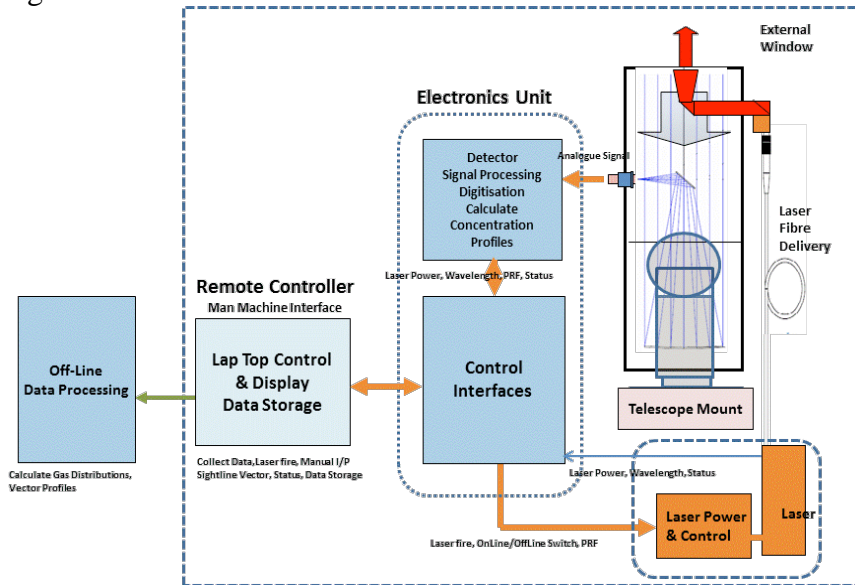 External
Window
Electronics Unit
Detector
Signal Processing
Digitisation
Calculate
Concentration
Profiles
Analogue Signal
Laser
Fibre
Delivery
Laser Power, Wavelength, PRF, Status
Remote Controller
Man Machine Interface
Off-Line
Data Processing
Lap Top Control
& Display
Data Storage
Control
Interfaces
Telescope Mount
Calculate Gas Distributions,
Vector Profiles
Collect Data,Laser fire, Manual I/P
Sightline Vector, Status, Data Storage
Laser Power, Wavelength,Status
Laser Power
& Control
Laser
Laser fire, OnLine/OffLine Switch, PRF